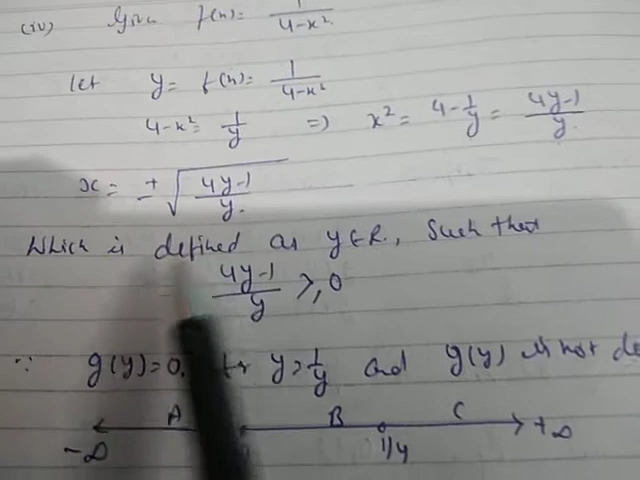 (iv) Given f(x) = 1/(4-x²)
let y = f(x) = 1/(4-x²)
4-x² = 1/y ⇒ x² = 4 - 1/y = (4y-1)/y.
x = ± √((4y-1)/y.)
Which is defined as y∈R., Such that
(4y-1)/y ≥ 0
∵ g(y) = 0. y 1/4 and g(y) is not de
A B C
-∞ 1/4 +∞